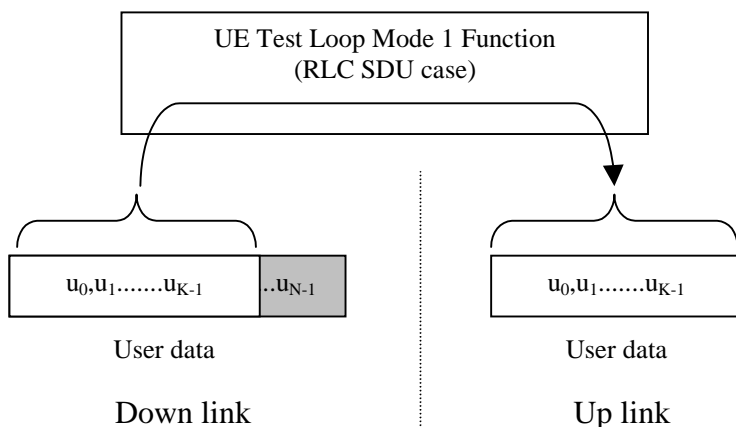 UE Test Loop Mode 1 Function
(RLC SDU case)
u0,u1.......uK-1 ..uN-1
u0,u1.......uK-1
User data
User data
Down link
Up link